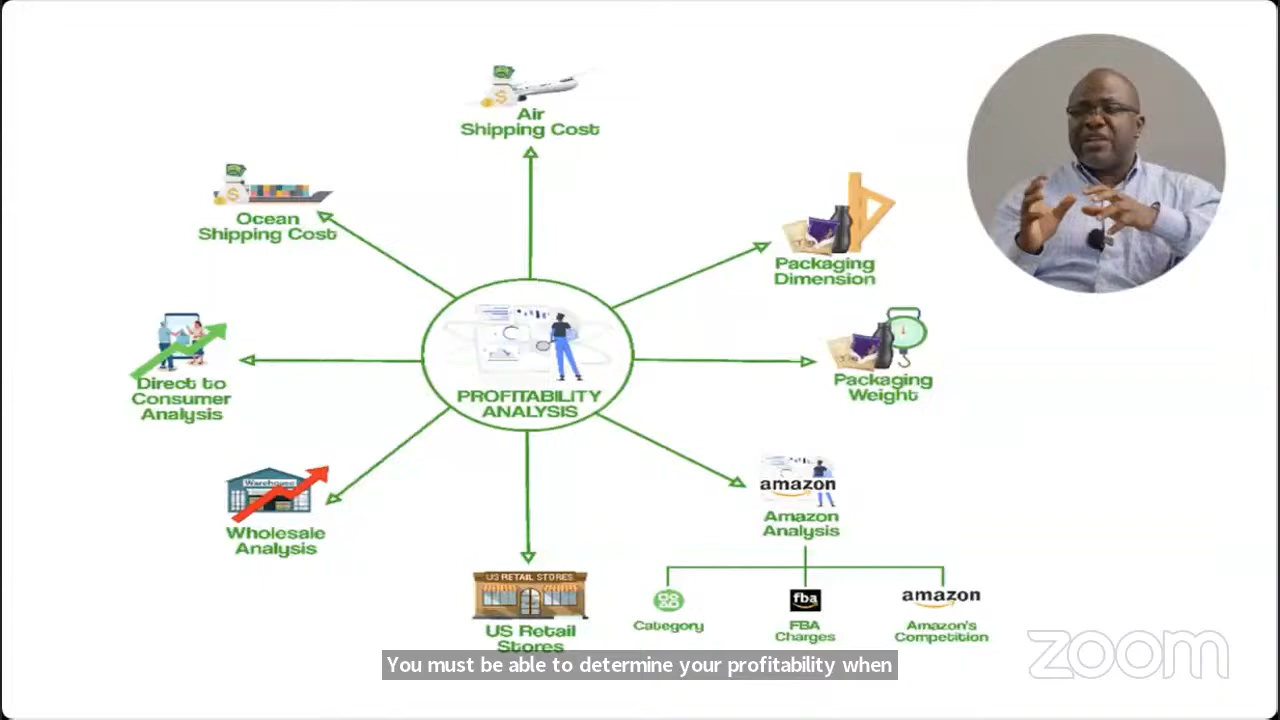 Air
Shipping Cost
Ocean
Shipping Cost
Packaging
Dimension
Direct to
Consumer
Analysis
PROFITABILITY
ANALYSIS
Packaging
Weight
Warehouse
Wholesale
Analysis
amazon
Amazon
Analysis
US RETAIL STORES
US Retail
Stores
Category
fba
FBA
Charges
amazon
Amazon's
Competition
You must be able to determine your profitability when
zoom